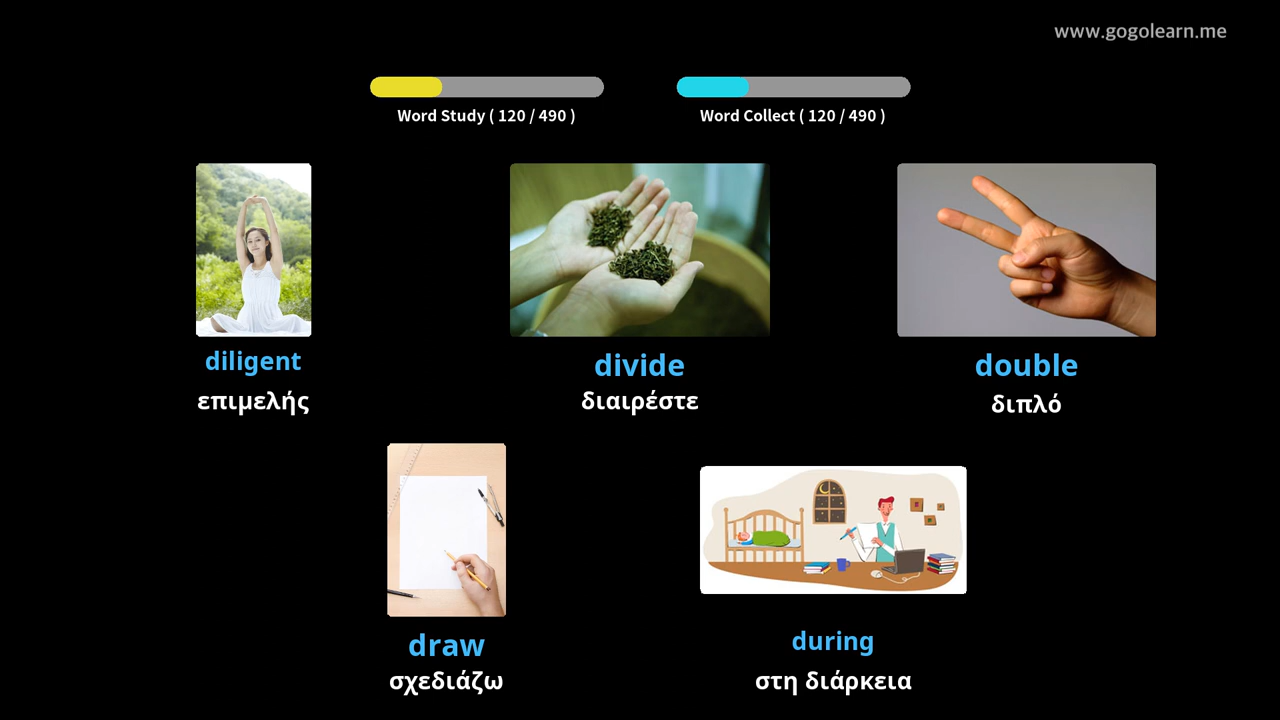 www.gogolearn.me
Word Study ( 120 / 490 )
Word Collect ( 120 / 490 )
diligent
επιμελής
divide
διαιρέστε
double
διπλό
draw
σχεδιάζω
during
στη διάρκεια